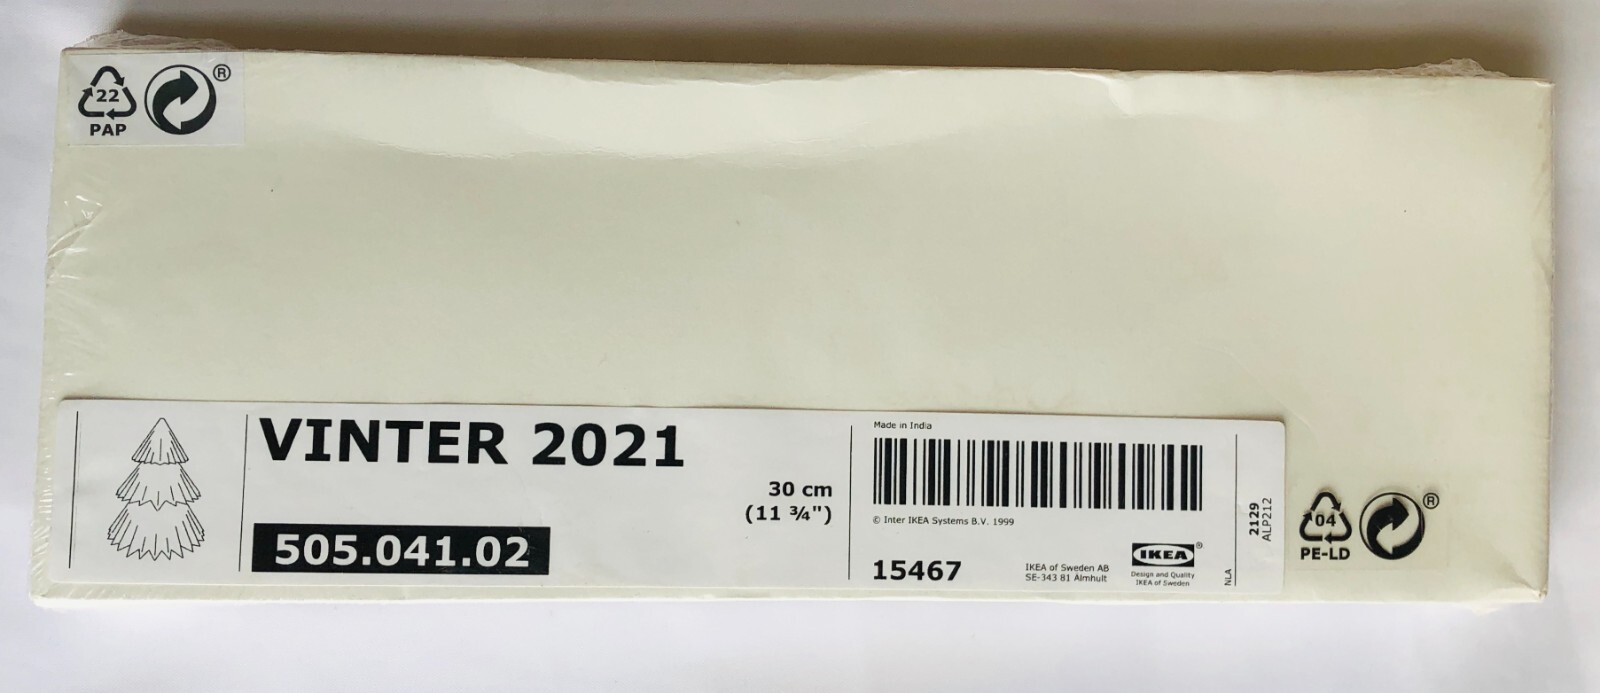 22
PAP
®
VINTER 2021
30 cm
(11 ¾")
505.041.02
Made in India
© Inter IKEA Systems B.V. 1999
15467
IKEA of Sweden AB
SE-343 81 Älmhult
IKEA®
Design and Quality
IKEA of Sweden
NLA
2129
ALP212
04
PE-LD
®